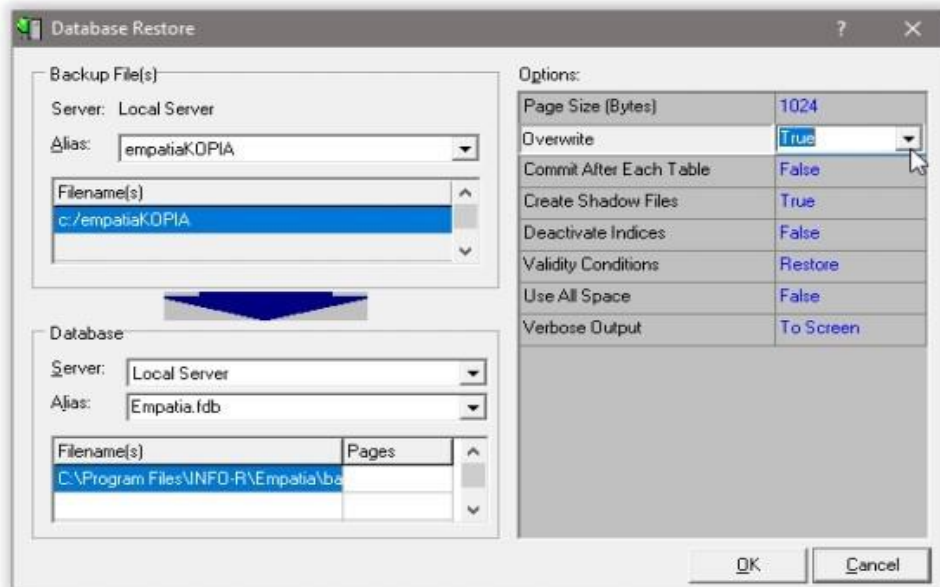 Database Restore ?
Backup File(s)
Server: Local Server
Alias: empatiaKOPIA
Filename(s)
c:/empatiaKOPIA
Database
Server: Local Server
Alias: Empatia.fdb
Filename(s) Pages
C:\Program Files\INFO-R\Empatia\ba
Options:
Page Size (Bytes) 1024
Overwrite True
Commit After Each Table False
Create Shadow Files True
Deactivate Indices False
Validity Conditions Restore
Use All Space False
Verbose Output To Screen
OK Cancel